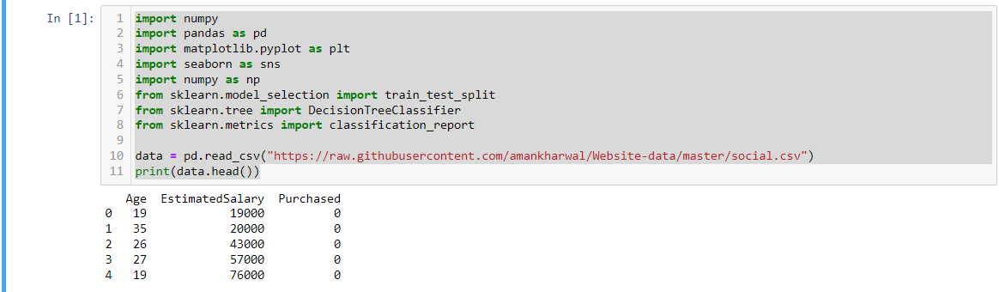 In [1]:
1 import numpy
2 import pandas as pd
3 import matplotlib.pyplot as plt
4 import seaborn as sns
5 import numpy as np
6 from sklearn.model_selection import train_test_split
7 from sklearn.tree import DecisionTreeClassifier
8 from sklearn.metrics import classification_report
9
10 data = pd.read_csv("https://raw.githubusercontent.com/amankharwal/Website-data/master/social.csv")
11 print(data.head())
Age EstimatedSalary Purchased
0 19 19000 0
1 35 20000 0
2 26 43000 0
3 27 57000 0
4 19 76000 0